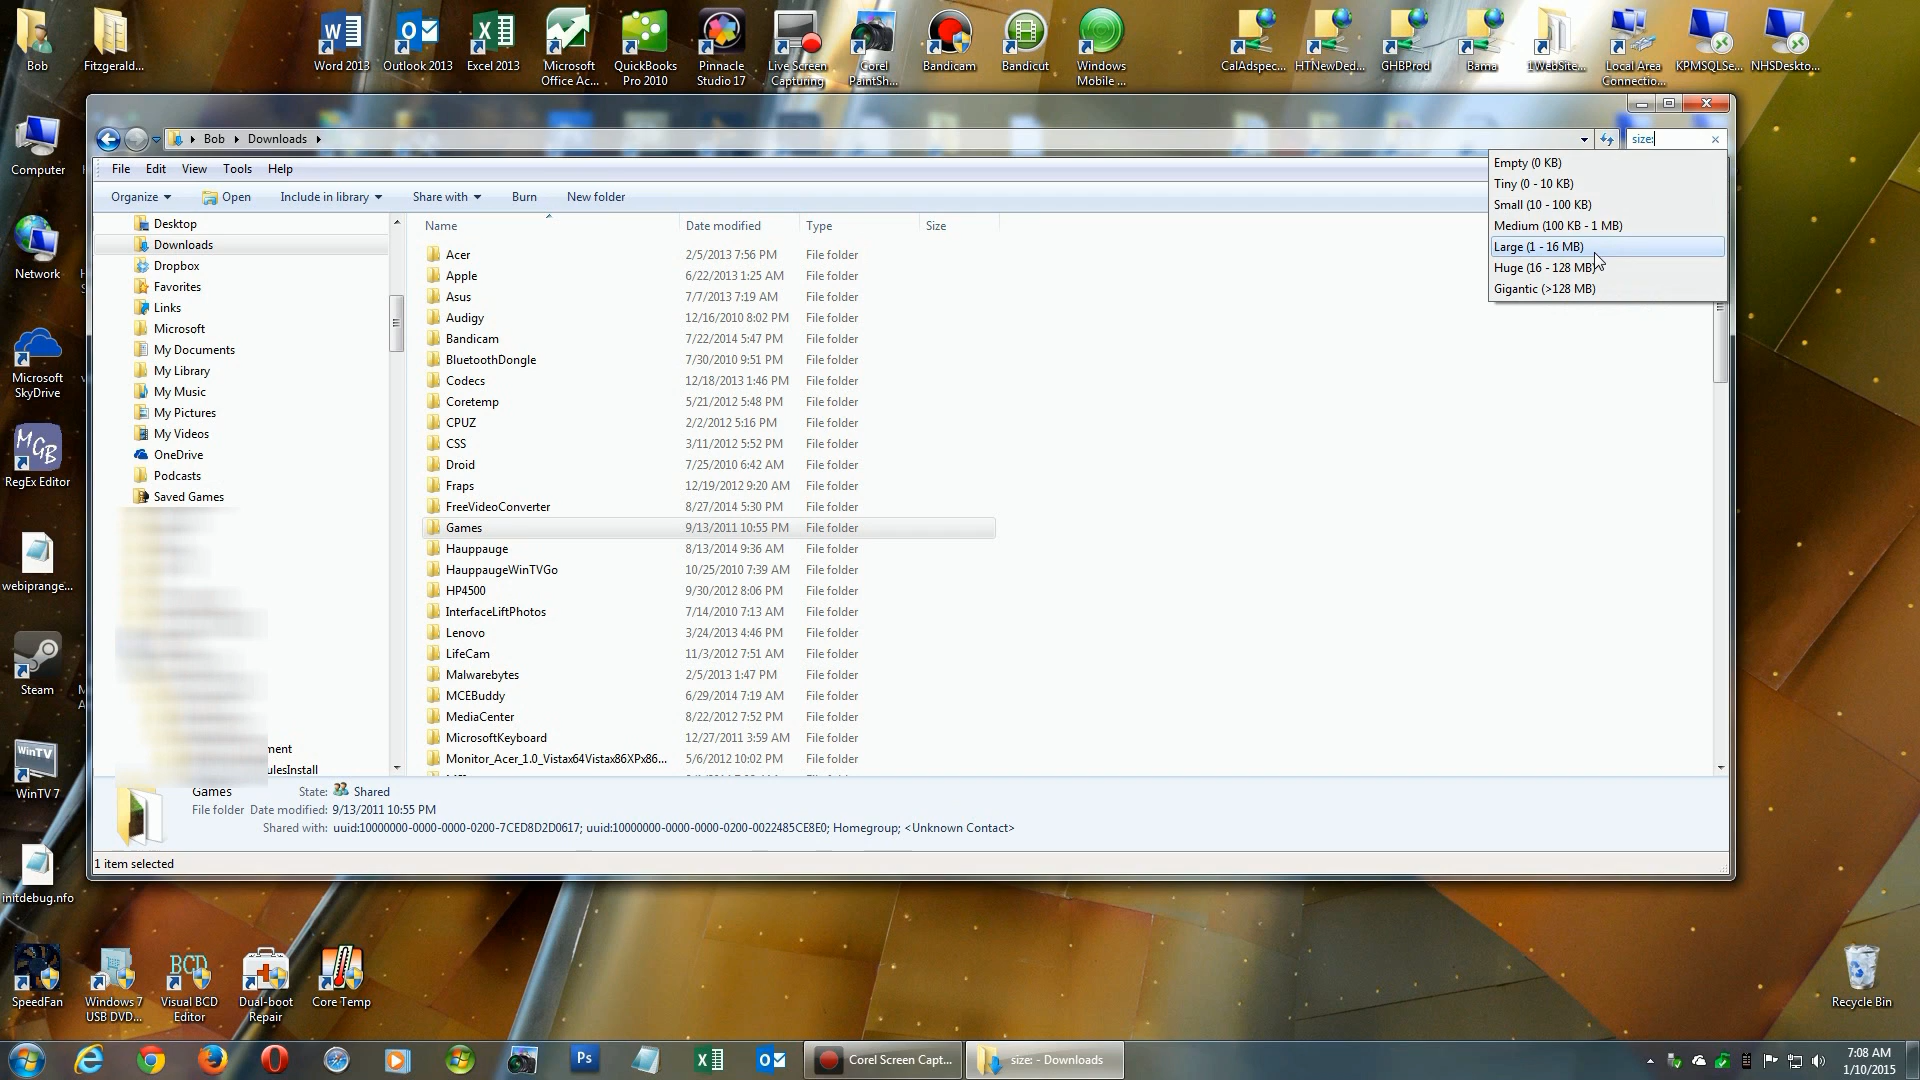 Bob
Fitzgerald...
Word 2013
Outlook 2013
Excel 2013
Microsoft
Office Ac...
QuickBooks
Pro 2010
Pinnacle
Studio 17
Live Screen
Capturing
Corel
PaintSh...
Bandicam
Bandicut
Windows
Mobile ...
CalAdspec...
HTNewDed...
GHBProd
Bama
1WebSite...
Local Area
Connectio...
KPMSQLSe...
NHSDeskto...
Computer
Network
Microsoft
SkyDrive
MGB
RegEx Editor
webiprange...
Steam
WinTV
WinTV 7
initdebug.nfo
Bob
Downloads
size:
File
Edit
View
Tools
Help
Organize
Open
Include in library
Share with
Burn
New folder
Empty (0 KB)
Tiny (0 - 10 KB)
Small (10 - 100 KB)
Medium (100 KB - 1 MB)
Large (1 - 16 MB)
Huge (16 - 128 MB)
Gigantic (>128 MB)
Desktop
Downloads
Dropbox
Favorites
Links
Microsoft
My Documents
My Library
My Music
My Pictures
My Videos
OneDrive
Podcasts
Saved Games
ment
ulesInstall
Name Date modified Type Size
Acer 2/5/2013 7:56 PM File folder
Apple 6/22/2013 1:25 AM File folder
Asus 7/7/2013 7:19 AM File folder
Audigy 12/16/2010 8:02 PM File folder
Bandicam 7/22/2014 5:47 PM File folder
BluetoothDongle 7/30/2010 9:51 PM File folder
Codecs 12/18/2013 1:46 PM File folder
Coretemp 5/21/2012 5:48 PM File folder
CPUZ 2/2/2012 5:16 PM File folder
CSS 3/11/2012 5:52 PM File folder
Droid 7/25/2010 6:42 AM File folder
Fraps 12/19/2012 9:20 AM File folder
FreeVideoConverter 8/27/2014 5:30 PM File folder
Games 9/13/2011 10:55 PM File folder
Hauppauge 8/13/2014 9:36 AM File folder
HauppaugeWinTVGo 10/25/2010 7:39 AM File folder
HP4500 9/30/2012 8:06 PM File folder
InterfaceLiftPhotos 7/14/2010 7:13 AM File folder
Lenovo 3/24/2013 4:46 PM File folder
LifeCam 11/3/2012 7:51 AM File folder
Malwarebytes 2/5/2013 1:47 PM File folder
MCEBuddy 6/29/2014 7:19 AM File folder
MediaCenter 8/22/2012 7:52 PM File folder
MicrosoftKeyboard 12/27/2011 3:59 AM File folder
Monitor_Acer_1.0_Vistax64Vistax86XPx86... 5/6/2012 10:02 PM File folder
Games State: Shared
File folder Date modified: 9/13/2011 10:55 PM
Shared with: uuid:10000000-0000-0000-0200-7CED8D2D0617; uuid:10000000-0000-0000-0200-0022485CE8E0; Homegroup; <Unknown Contact>
1 item selected
SpeedFan
Windows 7
USB DVD...
BCD
Visual BCD
Editor
Dual-boot
Repair
Core Temp
Recycle Bin
Ps
Corel Screen Capt...
size: - Downloads
7:08 AM
1/10/2015